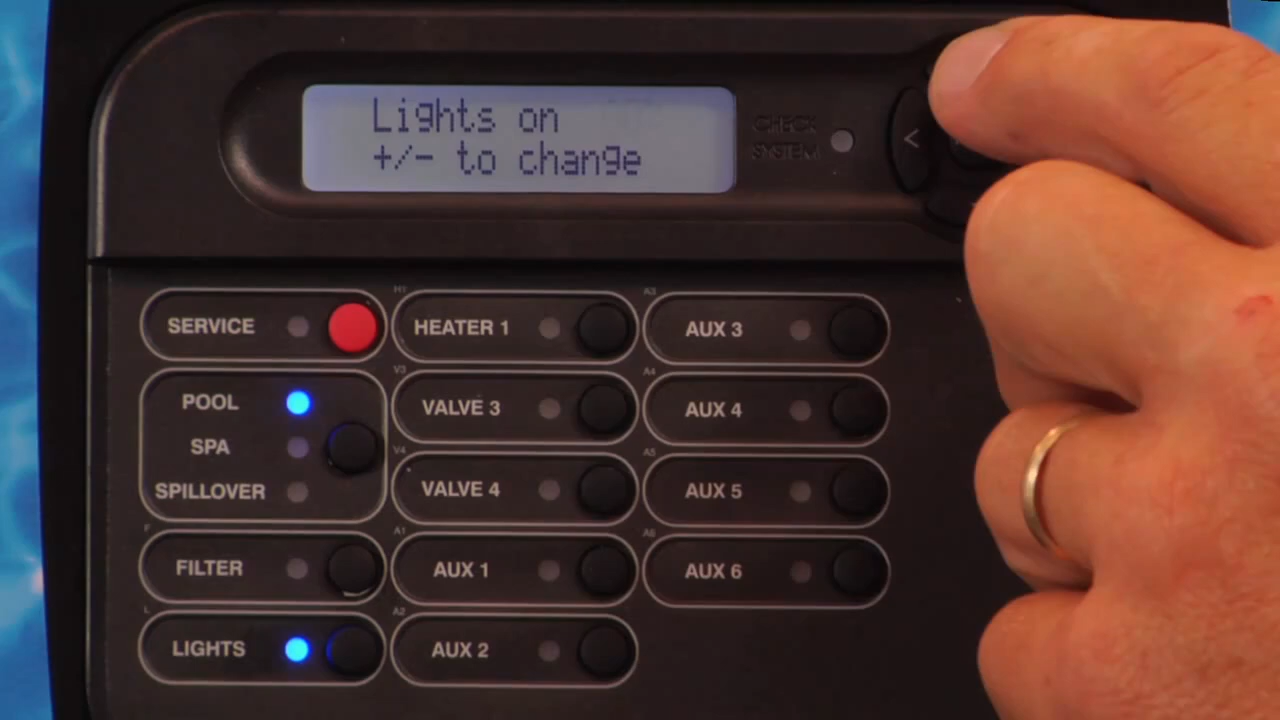 Lights on
+/- to change
CHECK
SYSTEM
<
SERVICE
H1
HEATER 1
A3
AUX 3
POOL
SPA
SPILLOVER
V3
VALVE 3
A4
AUX 4
V4
VALVE 4
A5
AUX 5
F
FILTER
A1
AUX 1
A6
AUX 6
L
LIGHTS
A2
AUX 2